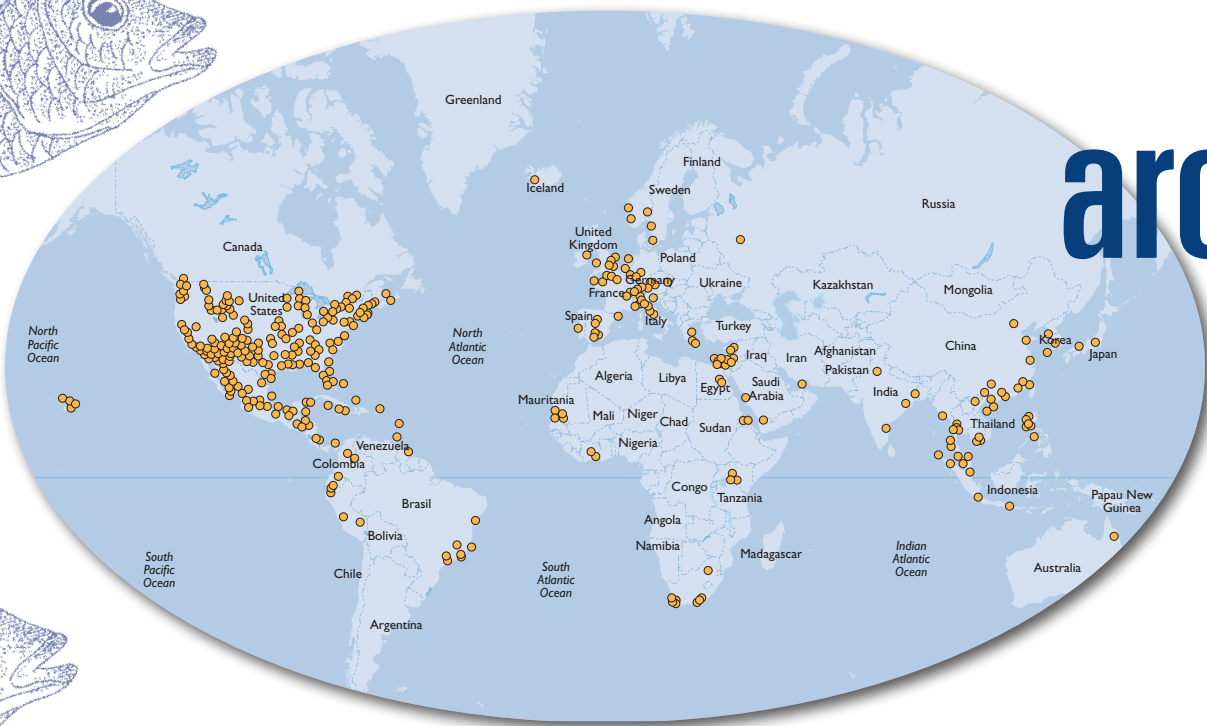 arc
Greenland
Finland
Iceland
Sweden
Russia
United
Kingdom
Canada
Poland
Germany
Ukraine
Kazakhstan
Mongolia
United
States
France
North
Pacific
Ocean
North
Atlantic
Ocean
Spain
Italy
Turkey
Korea
China
Japan
Iraq
Iran
Afghanistan
Pakistan
Algeria
Libya
Egypt
Saudi
Arabia
India
Mauritania
Mali
Niger
Chad
Sudan
Thailand
Nigeria
Venezuela
Colombia
Congo
Tanzania
Indonesia
Papau New
Guinea
Brasil
Angola
Bolivia
Namibia
Madagascar
South
Pacific
Ocean
South
Atlantic
Ocean
Indian
Atlantic
Ocean
Chile
Australia
Argentina